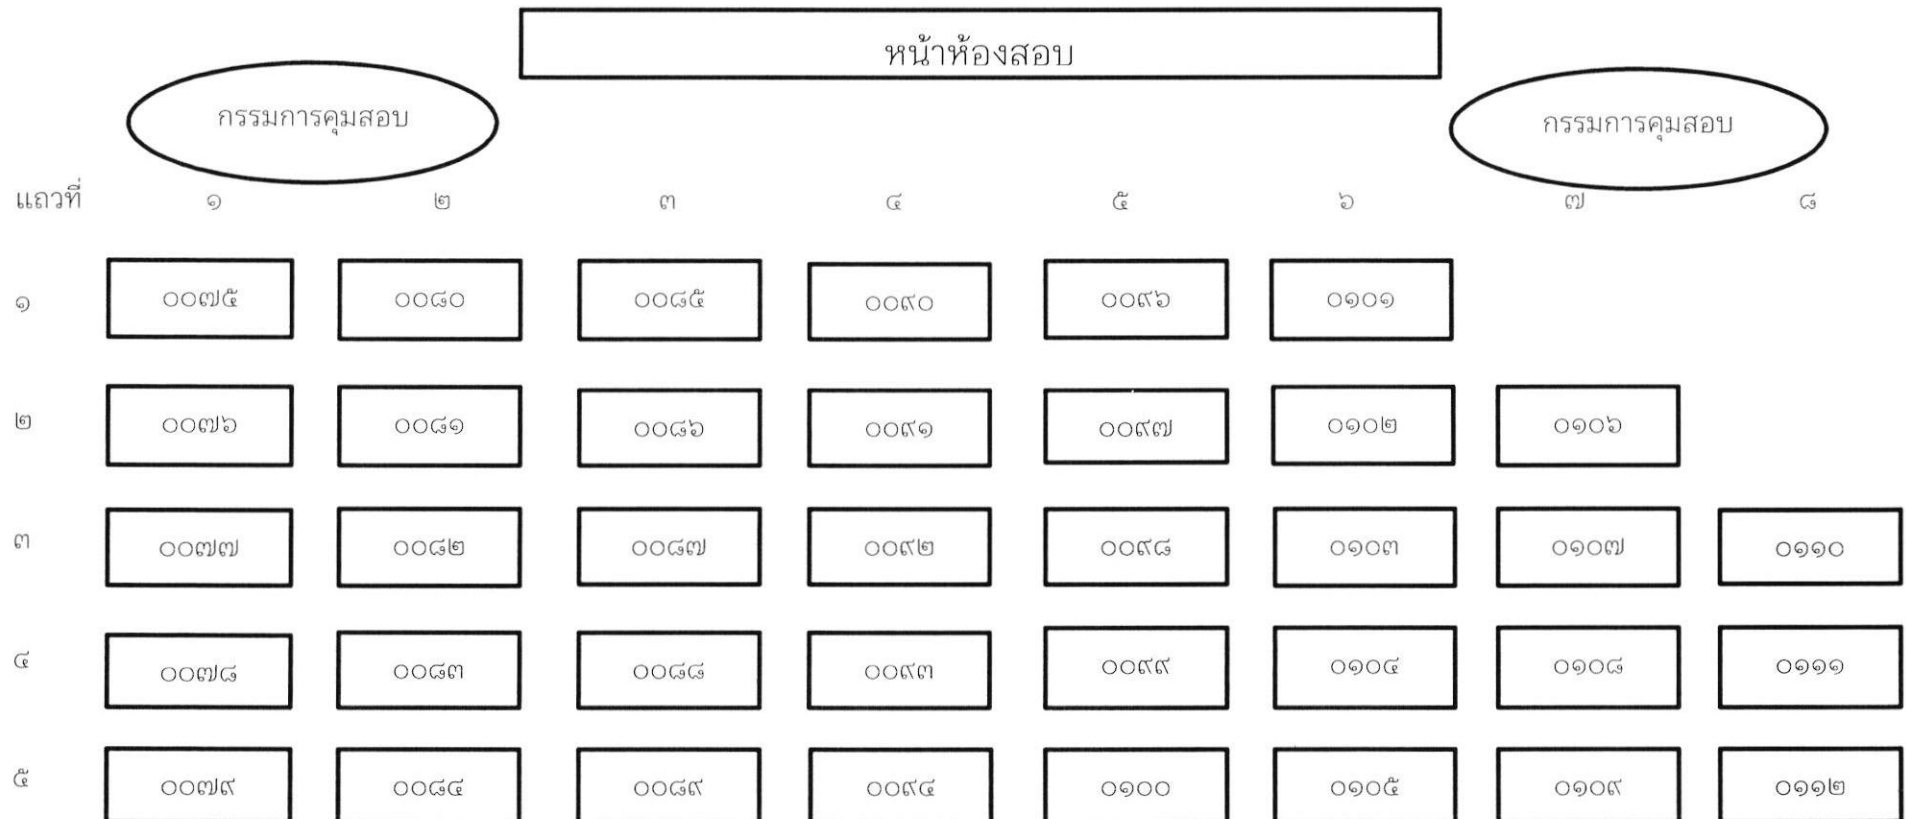 หน้าห้องสอบ
กรรมการคุมสอบ กรรมการคุมสอบ
แถวที่ ๑ ๒ ๓ ๔ ๕ ๖ ๗ ๘
๑ ๐๐๗๕ ๐๐๘๐ ๐๐๘๕ ๐๐๙๐ ๐๐๙๖ ๐๑๐๑
๒ ๐๐๗๖ ๐๐๘๑ ๐๐๘๖ ๐๐๙๑ ๐๐๙๗ ๐๑๐๒ ๐๑๐๖
๓ ๐๐๗๗ ๐๐๘๒ ๐๐๘๗ ๐๐๙๒ ๐๐๙๘ ๐๑๐๓ ๐๑๐๗ ๐๑๑๐
๔ ๐๐๗๘ ๐๐๘๓ ๐๐๘๘ ๐๐๙๓ ๐๐๙๙ ๐๑๐๔ ๐๑๐๘ ๐๑๑๑
๕ ๐๐๗๙ ๐๐๘๔ ๐๐๘๙ ๐๐๙๔ ๐๑๐๐ ๐๑๐๕ ๐๑๐๙ ๐๑๑๒